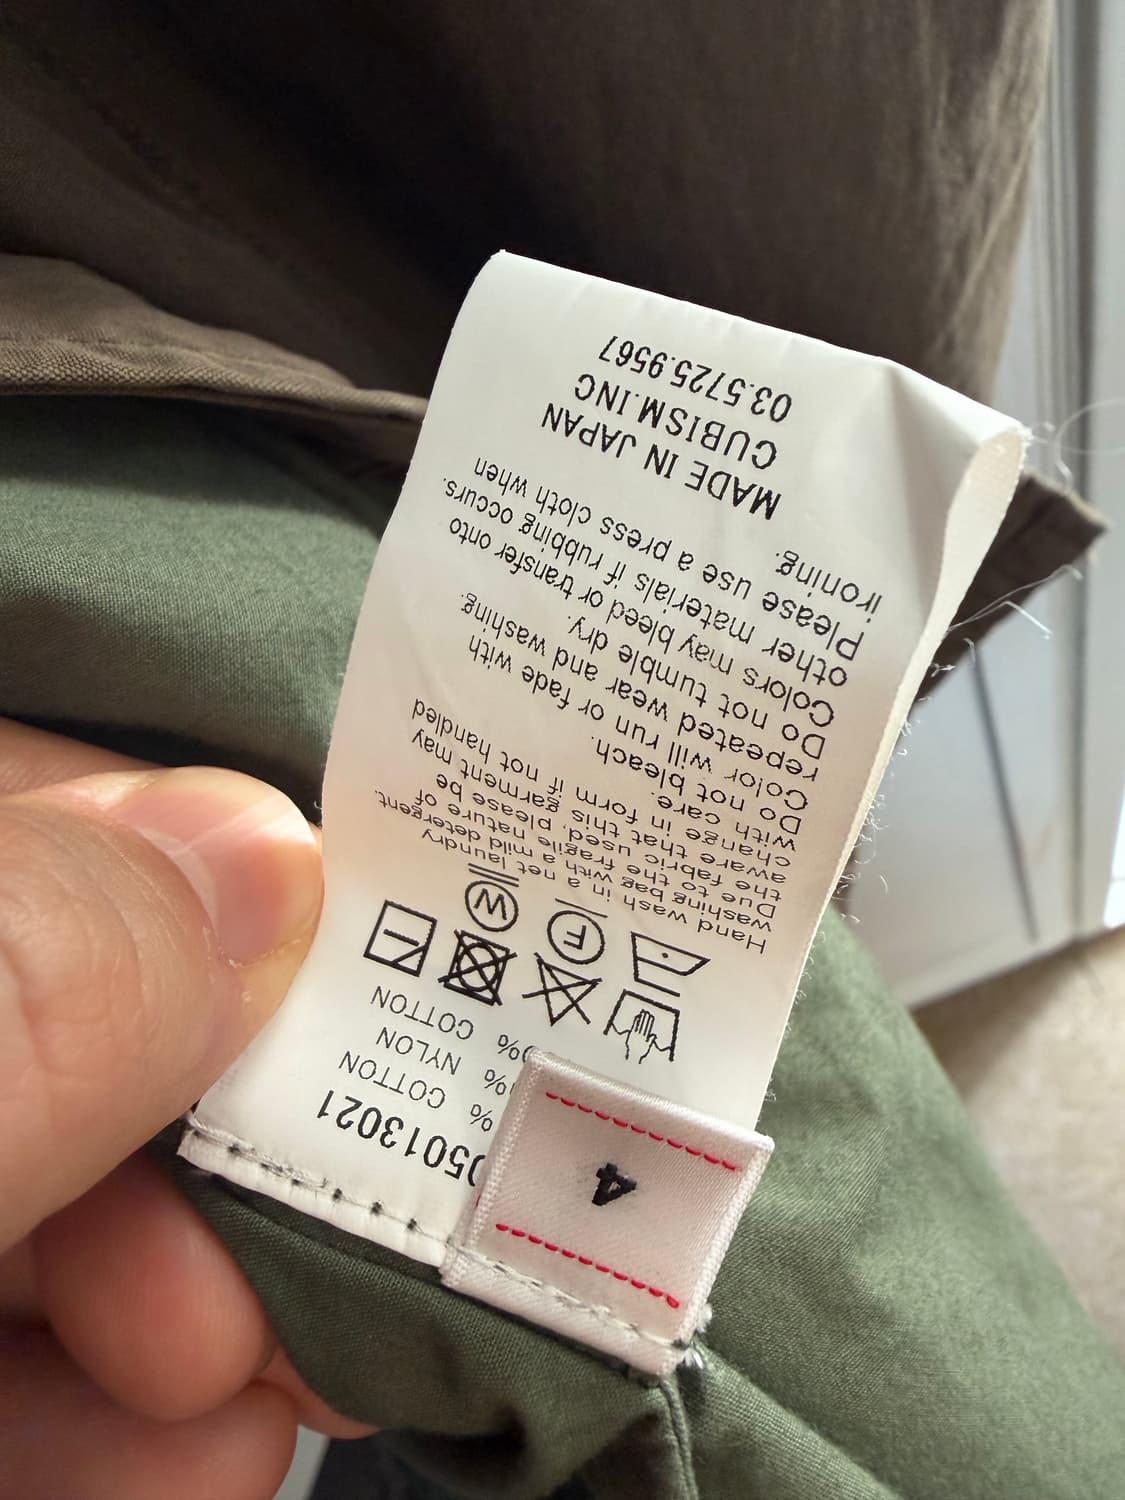 4
05013021
% COTTON
% NYLON
0% COTTON
F W
Hand wash in a net laundry
washing bag with a mild detergent.
Due to the fragile nature of
the fabric used, please be
aware that this garment may
change in form if not handled
with care.
Do not bleach.
Color will run or fade with
repeated wear and washing.
Do not tumble dry.
Colors may bleed or transfer onto
other materials if rubbing occurs.
Please use a press cloth when
ironing.
MADE IN JAPAN
CUBISM.INC
03.5725.9567